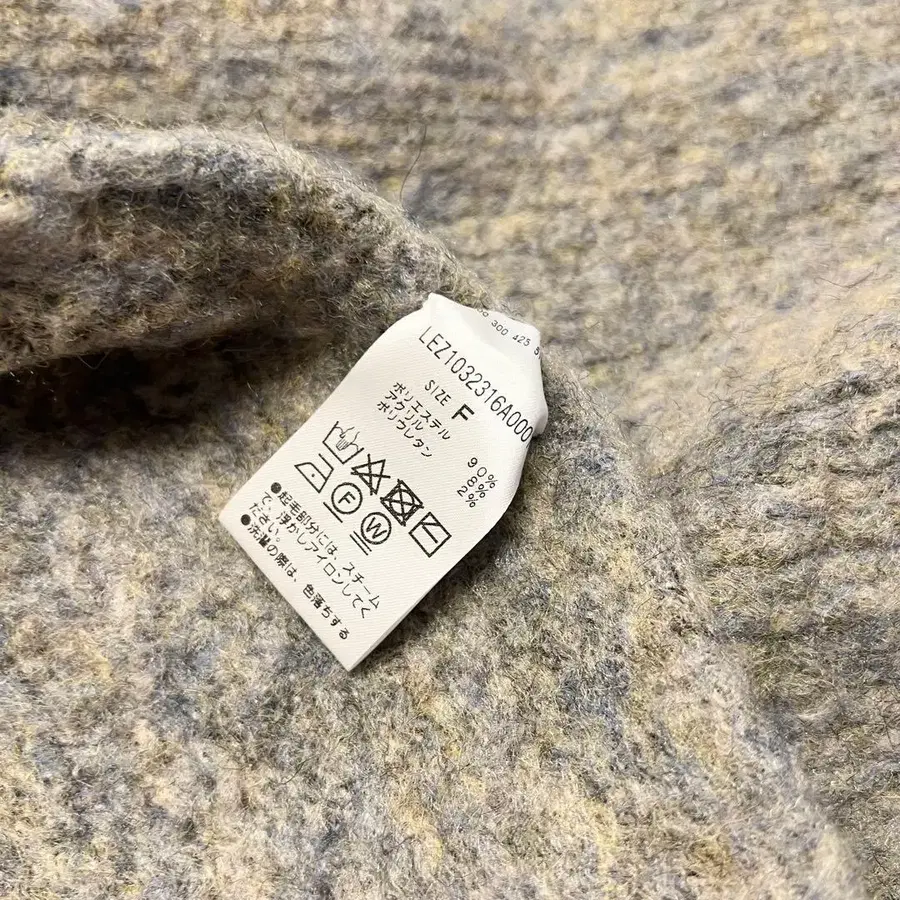 300 425
LEZ1032316A000
SIZE F
ポリエステル 90%
アクリル 8%
ポリウレタン 2%
F W
●起毛部分には、スチーム
で、浮かしアイロンしてく
ださい。
●洗濯の際は、色落ちする